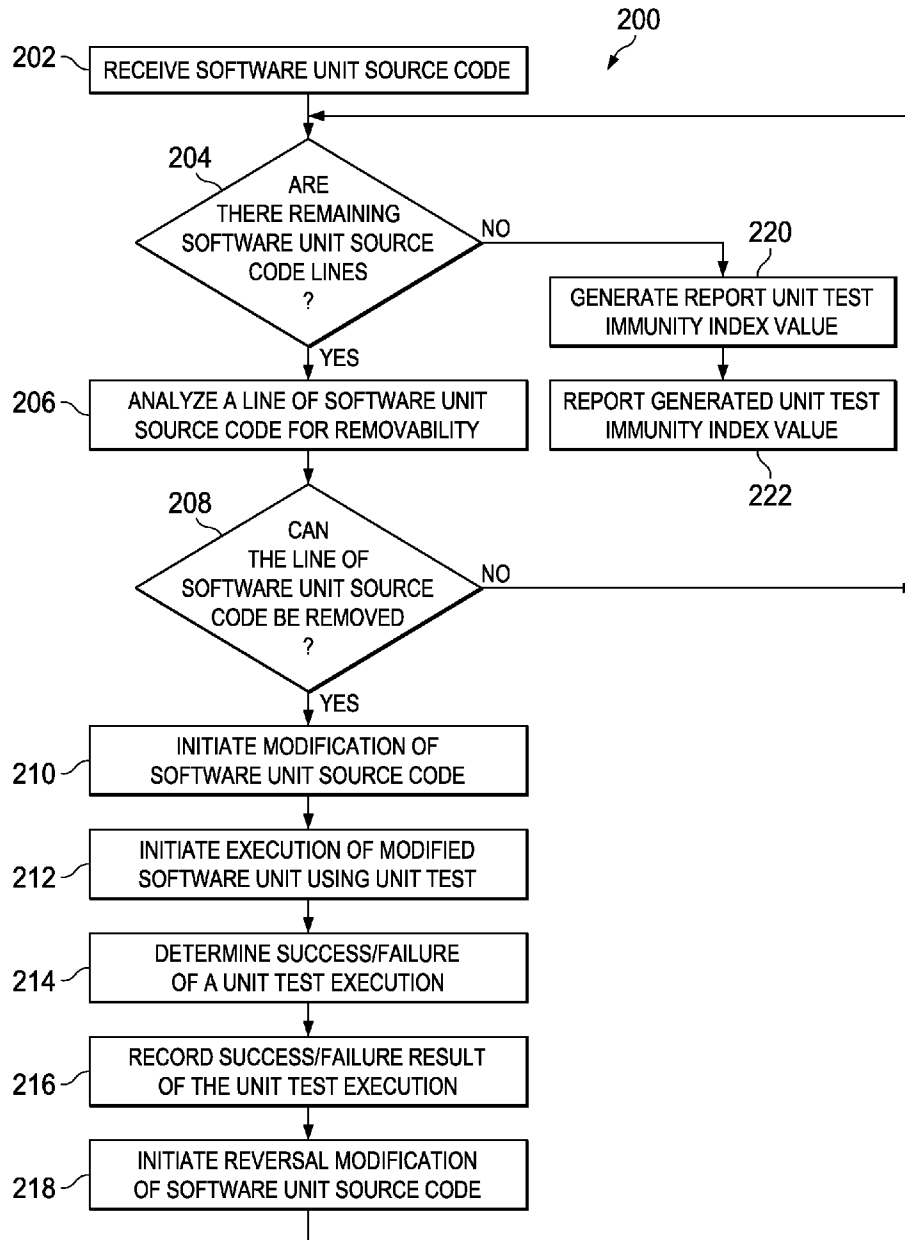 200
202
RECEIVE SOFTWARE UNIT SOURCE CODE
204
ARE
THERE REMAINING
SOFTWARE UNIT SOURCE
CODE LINES
?
NO
YES
220
GENERATE REPORT UNIT TEST
IMMUNITY INDEX VALUE
206
ANALYZE A LINE OF SOFTWARE UNIT
SOURCE CODE FOR REMOVABILITY
REPORT GENERATED UNIT TEST
IMMUNITY INDEX VALUE
222
208
CAN
THE LINE OF
SOFTWARE UNIT SOURCE
CODE BE REMOVED
?
NO
YES
210
INITIATE MODIFICATION OF
SOFTWARE UNIT SOURCE CODE
212
INITIATE EXECUTION OF MODIFIED
SOFTWARE UNIT USING UNIT TEST
214
DETERMINE SUCCESS/FAILURE
OF A UNIT TEST EXECUTION
216
RECORD SUCCESS/FAILURE RESULT
OF THE UNIT TEST EXECUTION
218
INITIATE REVERSAL MODIFICATION
OF SOFTWARE UNIT SOURCE CODE